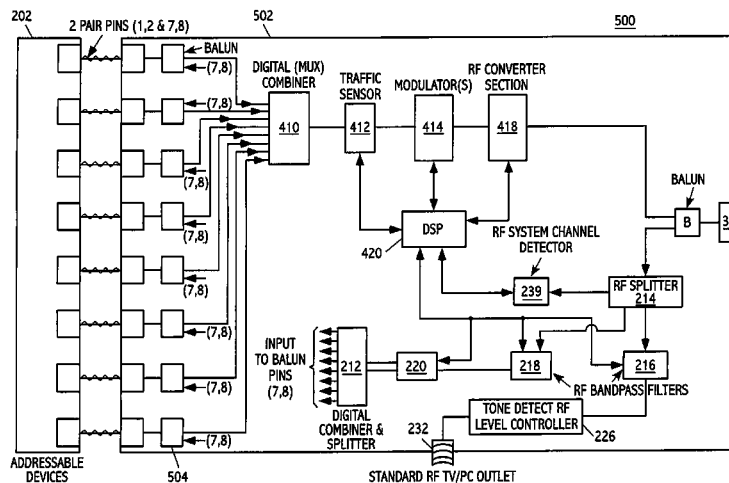 202
2 PAIR PINS (1,2 & 7,8)
502
500
BALUN
(7,8)
DIGITAL (MUX)
COMBINER
410
TRAFFIC
SENSOR
412
MODULATOR(S)
414
RF CONVERTER
SECTION
418
(7,8)
(7,8)
(7,8)
(7,8)
(7,8)
(7,8)
(7,8)
DSP
420
BALUN
B
RF SYSTEM CHANNEL
DETECTOR
239
RF SPLITTER
214
INPUT
TO BALUN
PINS
(7,8)
212
220
218
216
RF BANDPASS FILTERS
DIGITAL
COMBINER &
SPLITTER
232
TONE DETECT RF
LEVEL CONTROLLER
226
ADDRESSABLE
DEVICES
504
STANDARD RF TV/PC OUTLET